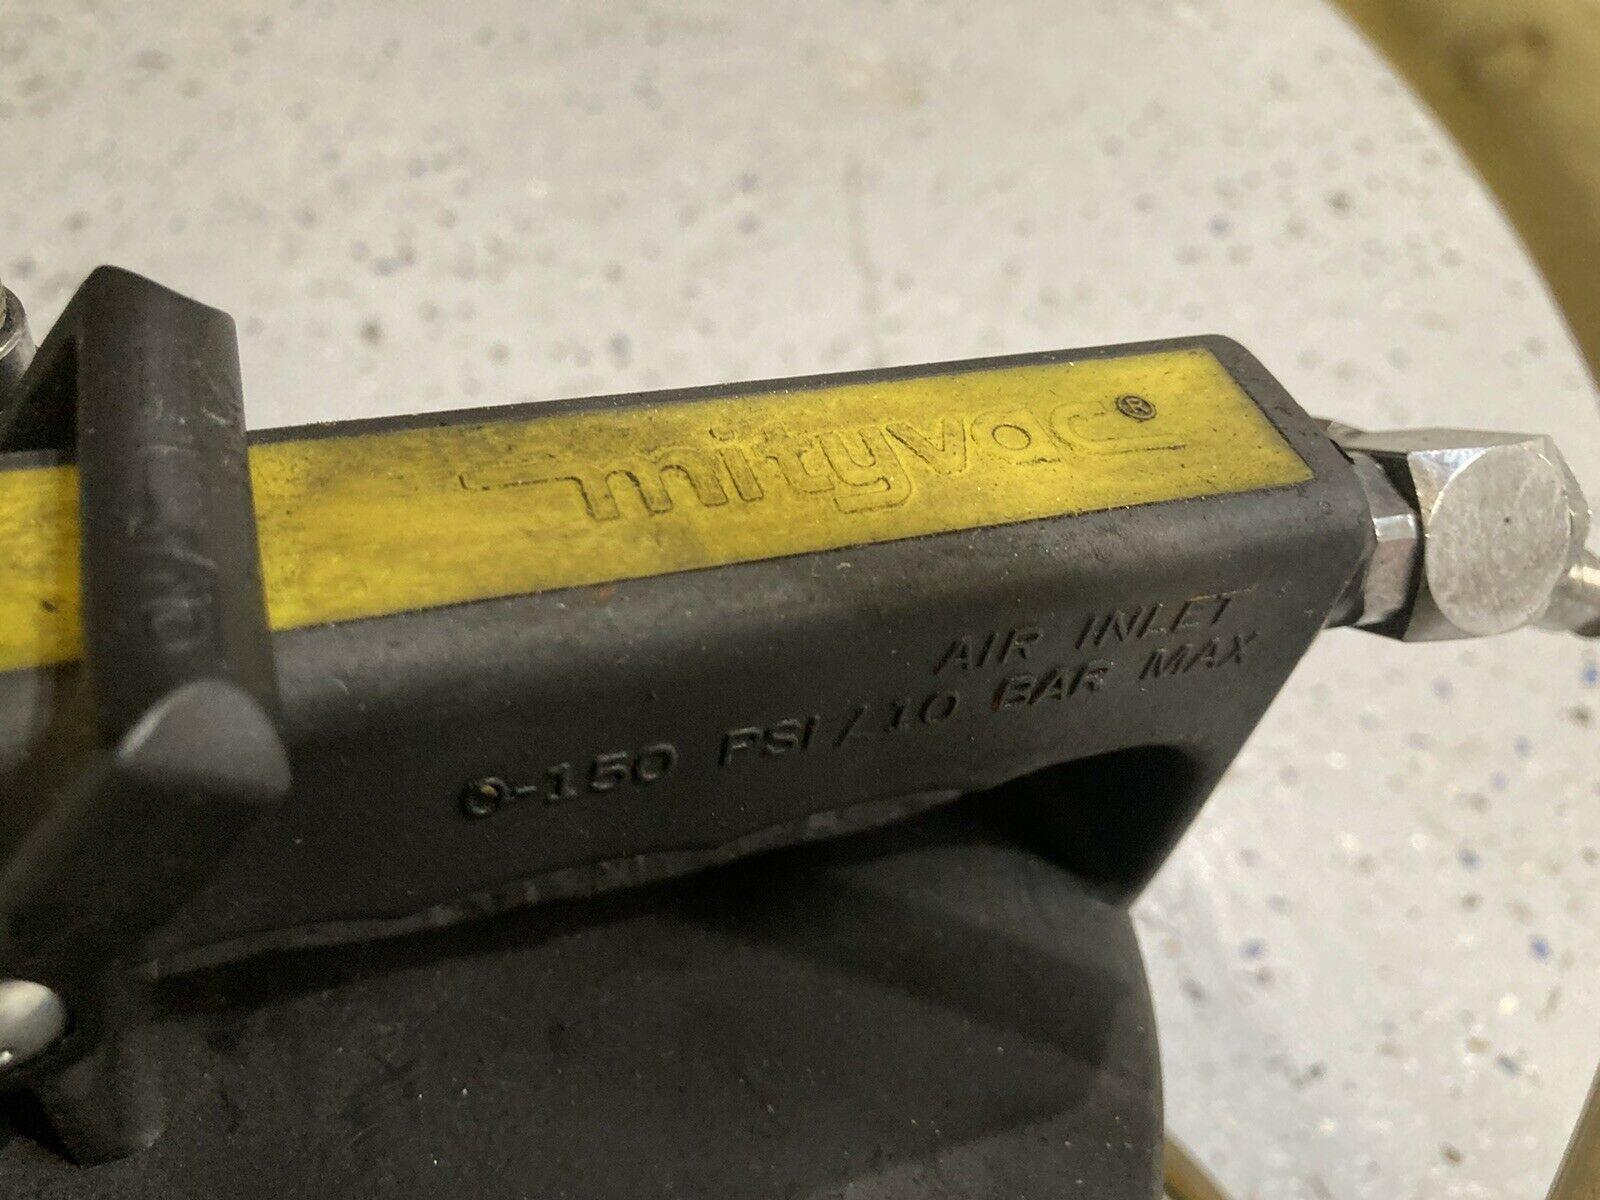 mityvac®
AIR INLET
0-150 PSI / 10 BAR MAX